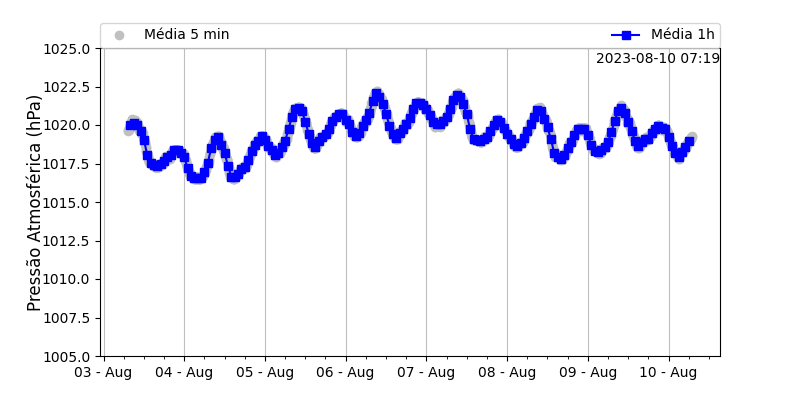 Média 5 min
Média 1h
2023-08-10 07:19
Pressão Atmosférica (hPa)
1025.0
1022.5
1020.0
1017.5
1015.0
1012.5
1010.0
1007.5
1005.0
03 - Aug
04 - Aug
05 - Aug
06 - Aug
07 - Aug
08 - Aug
09 - Aug
10 - Aug